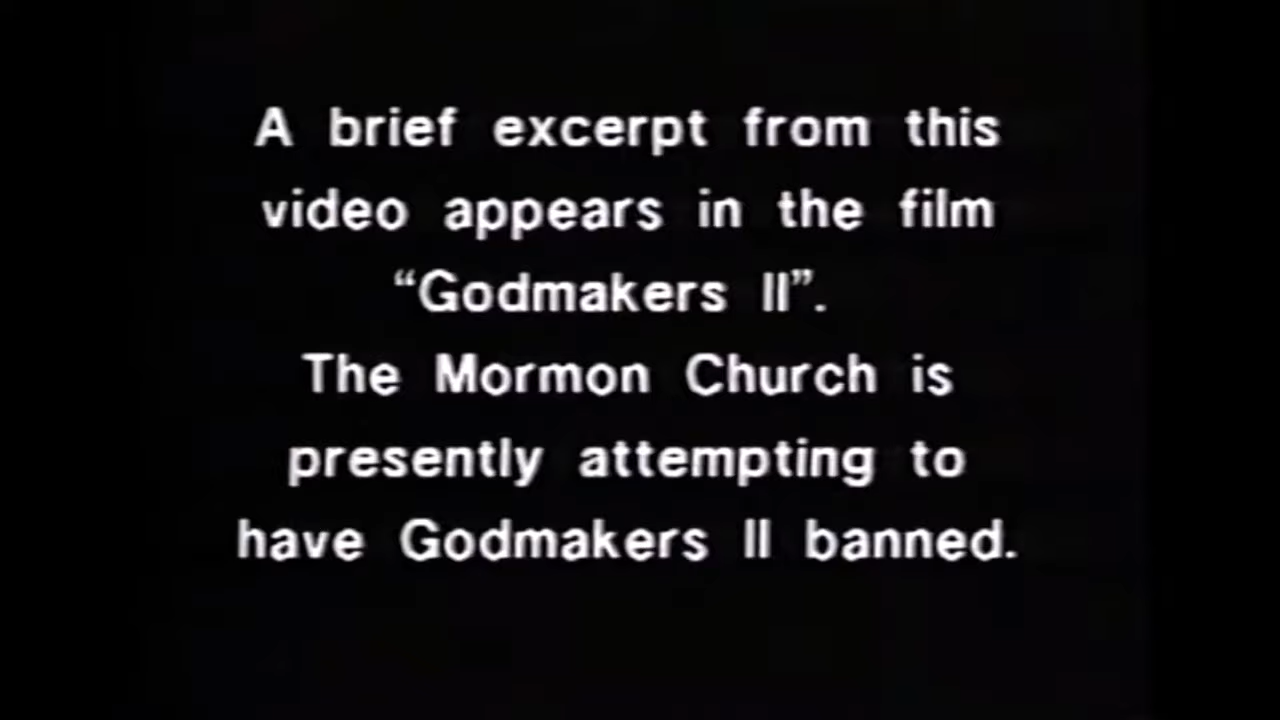 A brief excerpt from this
video appears in the film
“Godmakers II”.
The Mormon Church is
presently attempting to
have Godmakers II banned.